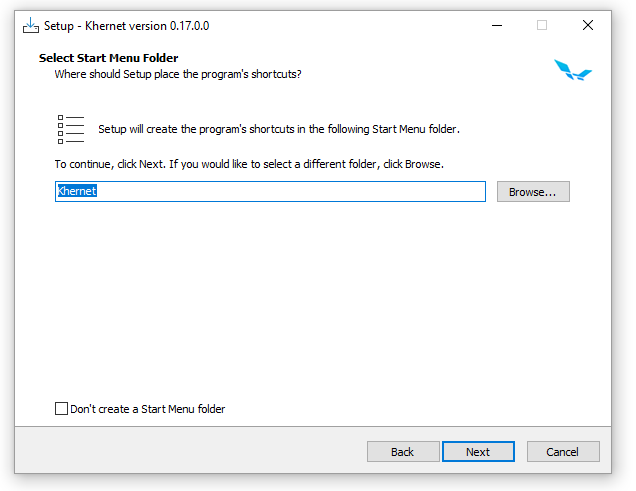 Setup - Khernet version 0.17.0.0
Select Start Menu Folder
Where should Setup place the program's shortcuts?
Setup will create the program's shortcuts in the following Start Menu folder.
To continue, click Next. If you would like to select a different folder, click Browse.
Khernet
Browse...
Don't create a Start Menu folder
Back
Next
Cancel